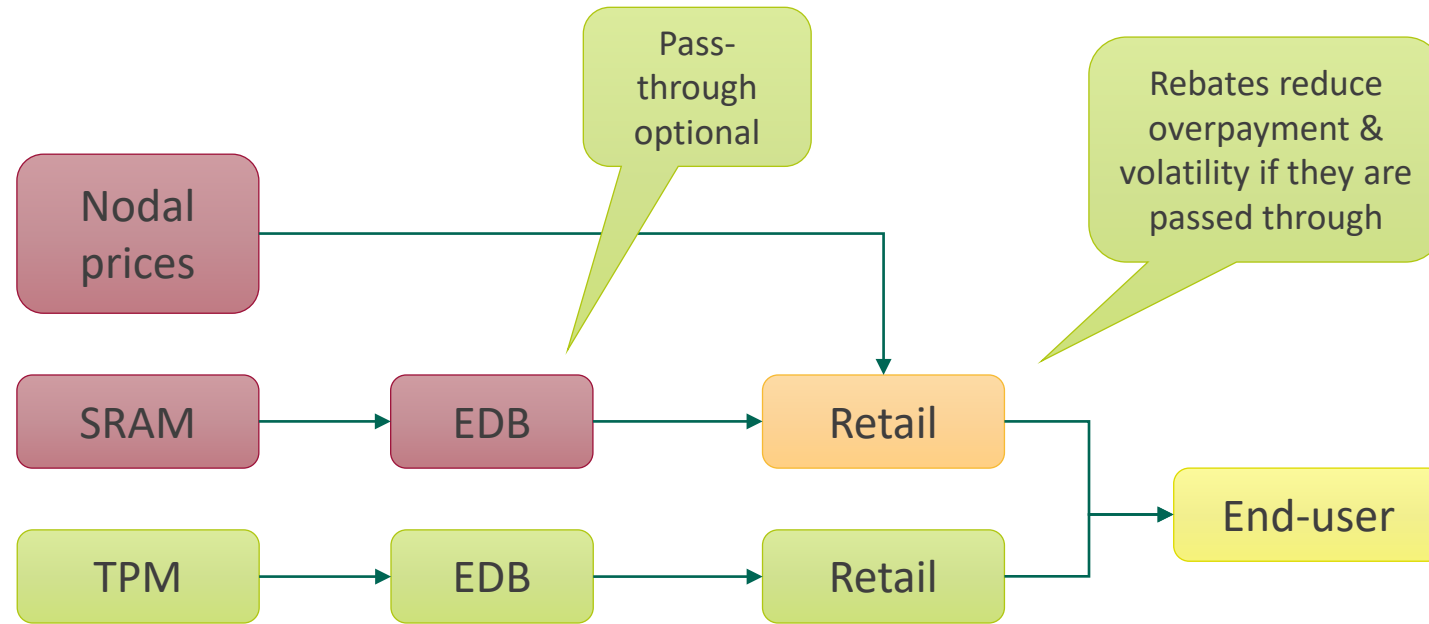 Pass-
through
optional
Rebates reduce
overpayment &
volatility if they are
passed through
Nodal
prices
SRAM
EDB
Retail
End-user
TPM
EDB
Retail